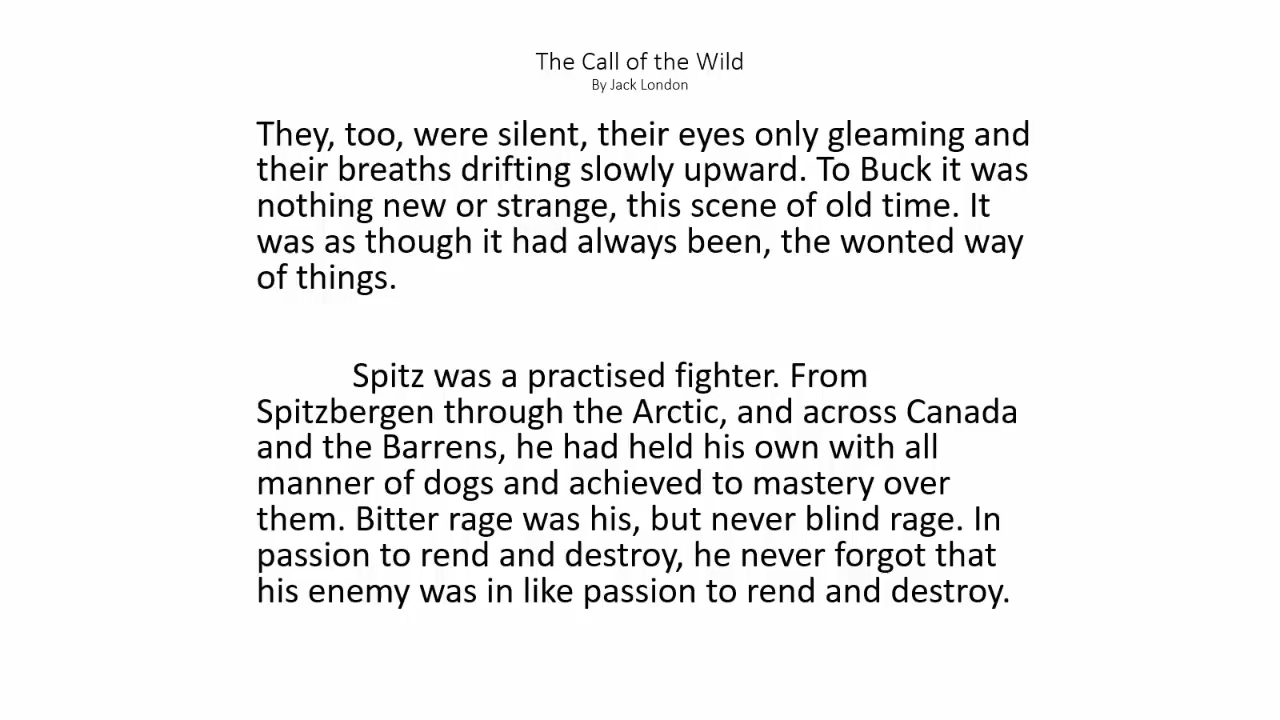 The Call of the Wild
By Jack London
They, too, were silent, their eyes only gleaming and
their breaths drifting slowly upward. To Buck it was
nothing new or strange, this scene of old time. It
was as though it had always been, the wonted way
of things.
Spitz was a practised fighter. From
Spitzbergen through the Arctic, and across Canada
and the Barrens, he had held his own with all
manner of dogs and achieved to mastery over
them. Bitter rage was his, but never blind rage. In
passion to rend and destroy, he never forgot that
his enemy was in like passion to rend and destroy.